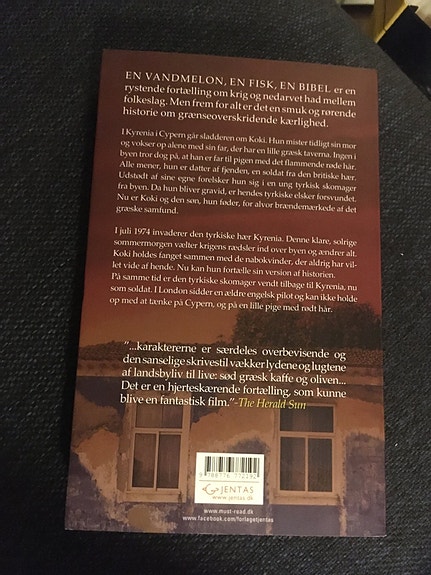 EN VANDMELON, EN FISK, EN BIBEL er en
rystende fortælling om krig og nedarvet had mellem
folkeslag. Men frem for alt er det en smuk og rørende
historie om grænseoverskridende kærlighed.
I Kyrenia i Cypern går sladderen om Koki. Hun mister tidligt sin mor
og vokser op alene med sin far, der har en lille græsk taverna. Ingen i
byen tror dog på, at han er far til pigen med det flammende røde hår.
Alle mener, hun er datter af fjenden, en soldat fra den britiske hær.
Udstødt af sine egne forelsker hun sig i en ung tyrkisk skomager
fra byen. Da hun bliver gravid, er hendes tyrkiske elsker forsvundet.
Nu er Koki og den søn, hun føder, for alvor brændemærkede af det
græske samfund.
I juli 1974 invaderer den tyrkiske hær Kyrenia. Denne klare, solrige
sommermorgen vælter krigens rædsler ind over byen og ændrer alt.
Koki holdes fanget sammen med de nabokvinder, der aldrig har vil-
let vide af hende. Nu kan hun fortælle sin version af historien.
På samme tid er den tyrkiske skomager vendt tilbage til Kyrenia, nu
som soldat. I London sidder en ældre engelsk pilot og kan ikke holde
op med at tænke på Cypern, og på en lille pige med rødt hår.
"...karaktererne er særdeles overbevisende og
den sanselige skrivestil vækker lydene og lugtene
af landsbyliv til live: sød græsk kaffe og oliven...
Det er en hjerteskærende fortælling, som kunne
blive en fantastisk film."-The Herald Sun
9 788776 772192
JENTAS
www.jentas.dk
www.must-read.dk
www.facebook.com/forlagetjentas